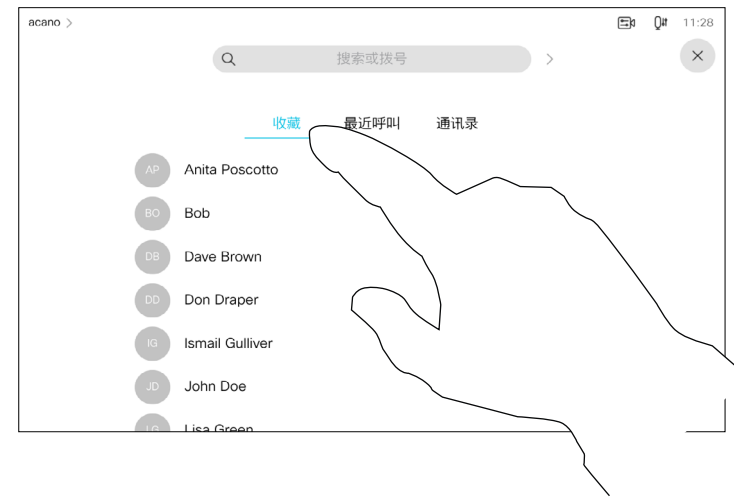 acano > 11:28
搜索或拨号
收藏 最近呼叫 通讯录
AP Anita Poscotto
BO Bob
DB Dave Brown
DD Don Draper
IG Ismail Gulliver
JD John Doe
LG Lisa Green